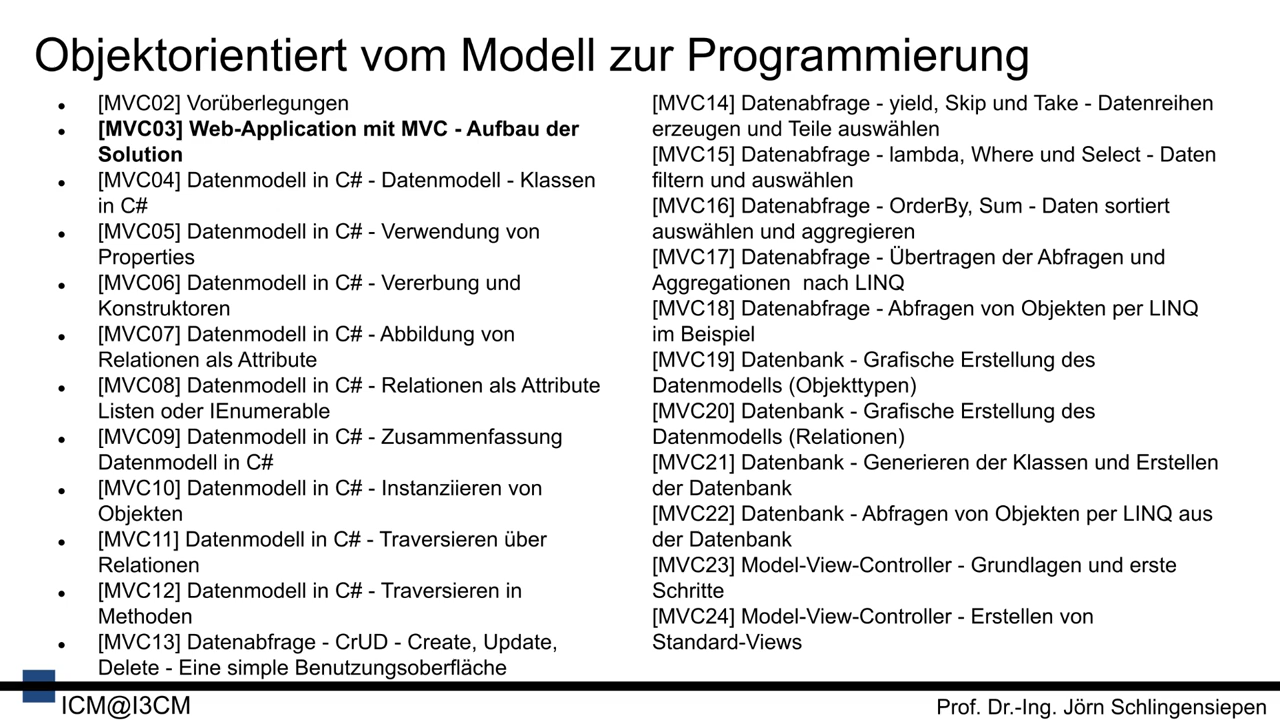 Objektorientiert vom Modell zur Programmierung
[MVC02] Vorüberlegungen
[MVC03] Web-Application mit MVC - Aufbau der
Solution
[MVC04] Datenmodell in C# - Datenmodell - Klassen
in C#
[MVC05] Datenmodell in C# - Verwendung von
Properties
[MVC06] Datenmodell in C# - Vererbung und
Konstruktoren
[MVC07] Datenmodell in C# - Abbildung von
Relationen als Attribute
[MVC08] Datenmodell in C# - Relationen als Attribute
Listen oder IEnumerable
[MVC09] Datenmodell in C# - Zusammenfassung
Datenmodell in C#
[MVC10] Datenmodell in C# - Instanziieren von
Objekten
[MVC11] Datenmodell in C# - Traversieren über
Relationen
[MVC12] Datenmodell in C# - Traversieren in
Methoden
[MVC13] Datenabfrage - CrUD - Create, Update,
Delete - Eine simple Benutzungsoberfläche
[MVC14] Datenabfrage - yield, Skip und Take - Datenreihen
erzeugen und Teile auswählen
[MVC15] Datenabfrage - lambda, Where und Select - Daten
filtern und auswählen
[MVC16] Datenabfrage - OrderBy, Sum - Daten sortiert
auswählen und aggregieren
[MVC17] Datenabfrage - Übertragen der Abfragen und
Aggregationen  nach LINQ
[MVC18] Datenabfrage - Abfragen von Objekten per LINQ
im Beispiel
[MVC19] Datenbank - Grafische Erstellung des
Datenmodells (Objekttypen)
[MVC20] Datenbank - Grafische Erstellung des
Datenmodells (Relationen)
[MVC21] Datenbank - Generieren der Klassen und Erstellen
der Datenbank
[MVC22] Datenbank - Abfragen von Objekten per LINQ aus
der Datenbank
[MVC23] Model-View-Controller - Grundlagen und erste
Schritte
[MVC24] Model-View-Controller - Erstellen von
Standard-Views
ICM@I3CM
Prof. Dr.-Ing. Jörn Schlingensiepen